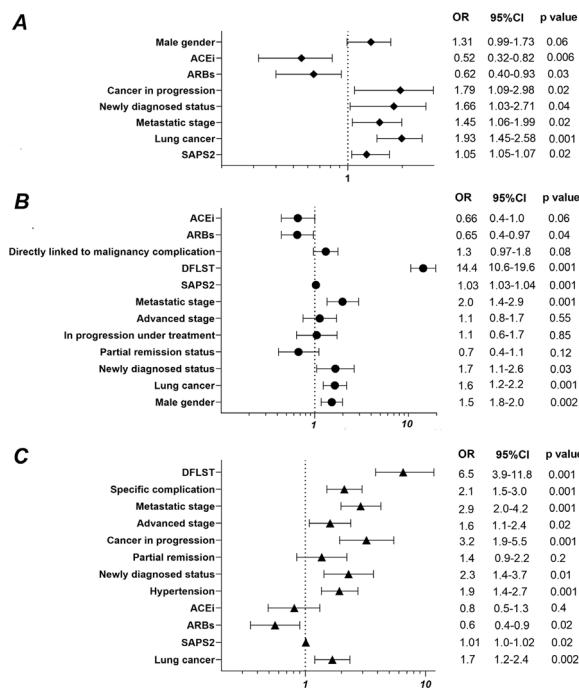 A
OR 95%CI p value
Male gender 1.31 0.99-1.73 0.06
ACEi 0.52 0.32-0.82 0.006
ARBs 0.62 0.40-0.93 0.03
Cancer in progression 1.79 1.09-2.98 0.02
Newly diagnosed status 1.66 1.03-2.71 0.04
Metastatic stage 1.45 1.06-1.99 0.02
Lung cancer 1.93 1.45-2.58 0.001
SAPS2 1.05 1.05-1.07 0.02
1
B
OR 95%CI p value
ACEi 0.66 0.4-1.0 0.06
ARBs 0.65 0.4-0.97 0.04
Directly linked to malignancy complication 1.3 0.97-1.8 0.08
DFLST 14.4 10.6-19.6 0.001
SAPS2 1.03 1.03-1.04 0.001
Metastatic stage 2.0 1.4-2.9 0.001
Advanced stage 1.1 0.8-1.7 0.55
In progression under treatment 1.1 0.6-1.7 0.85
Partial remission status 0.7 0.4-1.1 0.12
Newly diagnosed status 1.7 1.1-2.6 0.03
Lung cancer 1.6 1.2-2.2 0.001
Male gender 1.5 1.8-2.0 0.002
1 10
C
OR 95%CI p value
DFLST 6.5 3.9-11.8 0.001
Specific complication 2.1 1.5-3.0 0.001
Metastatic stage 2.9 2.0-4.2 0.001
Advanced stage 1.6 1.1-2.4 0.02
Cancer in progression 3.2 1.9-5.5 0.001
Partial remission 1.4 0.9-2.2 0.2
Newly diagnosed status 2.3 1.4-3.7 0.01
Hypertension 1.9 1.4-2.7 0.001
ACEi 0.8 0.5-1.3 0.4
ARBs 0.6 0.4-0.9 0.02
SAPS2 1.01 1.0-1.02 0.02
Lung cancer 1.7 1.2-2.4 0.002
1 10